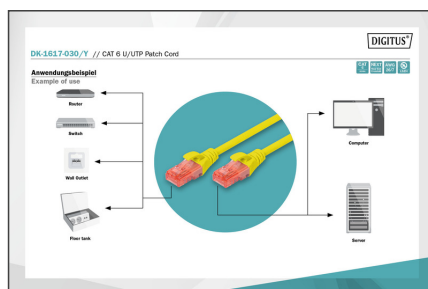 DIGITUS®
DK-1617-030/Y // CAT 6 U/UTP Patch Cord
Anwendungsbeispiel
Example of use
Router
Switch
Wall Outlet
Floor tank
Computer
Server